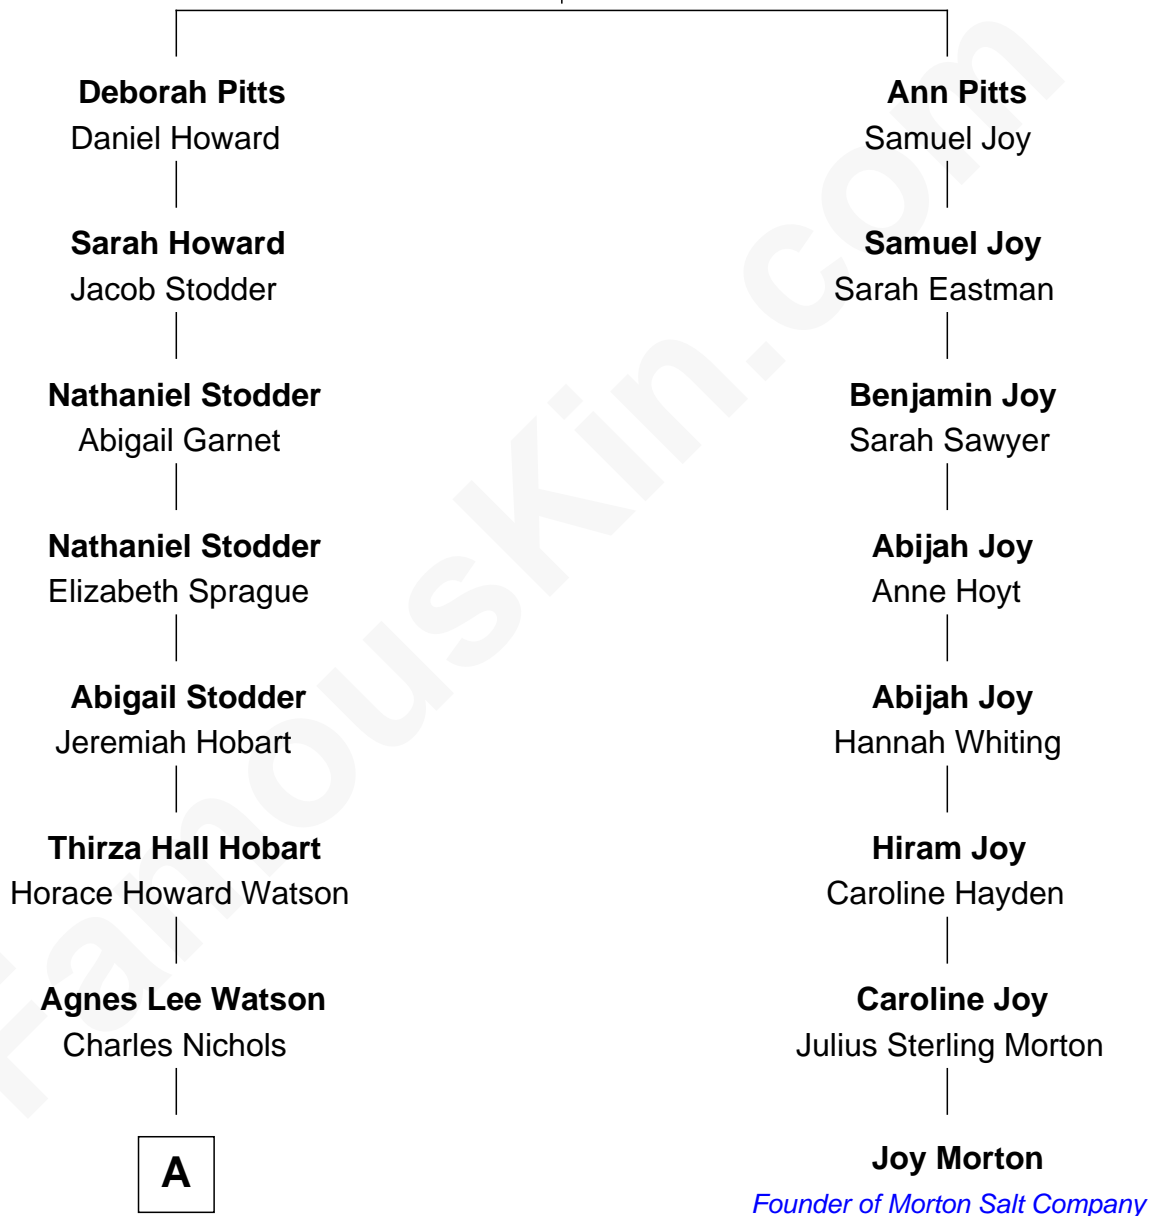 Deborah Pitts
Daniel Howard
Ann Pitts
Samuel Joy
Sarah Howard
Jacob Stodder
Samuel Joy
Sarah Eastman
Nathaniel Stodder
Abigail Garnet
Benjamin Joy
Sarah Sawyer
Nathaniel Stodder
Elizabeth Sprague
Abijah Joy
Anne Hoyt
Abigail Stodder
Jeremiah Hobart
Abijah Joy
Hannah Whiting
Thirza Hall Hobart
Horace Howard Watson
Hiram Joy
Caroline Hayden
Agnes Lee Watson
Charles Nichols
Caroline Joy
Julius Sterling Morton
A
Joy Morton
Founder of Morton Salt Company
FamousKin.com